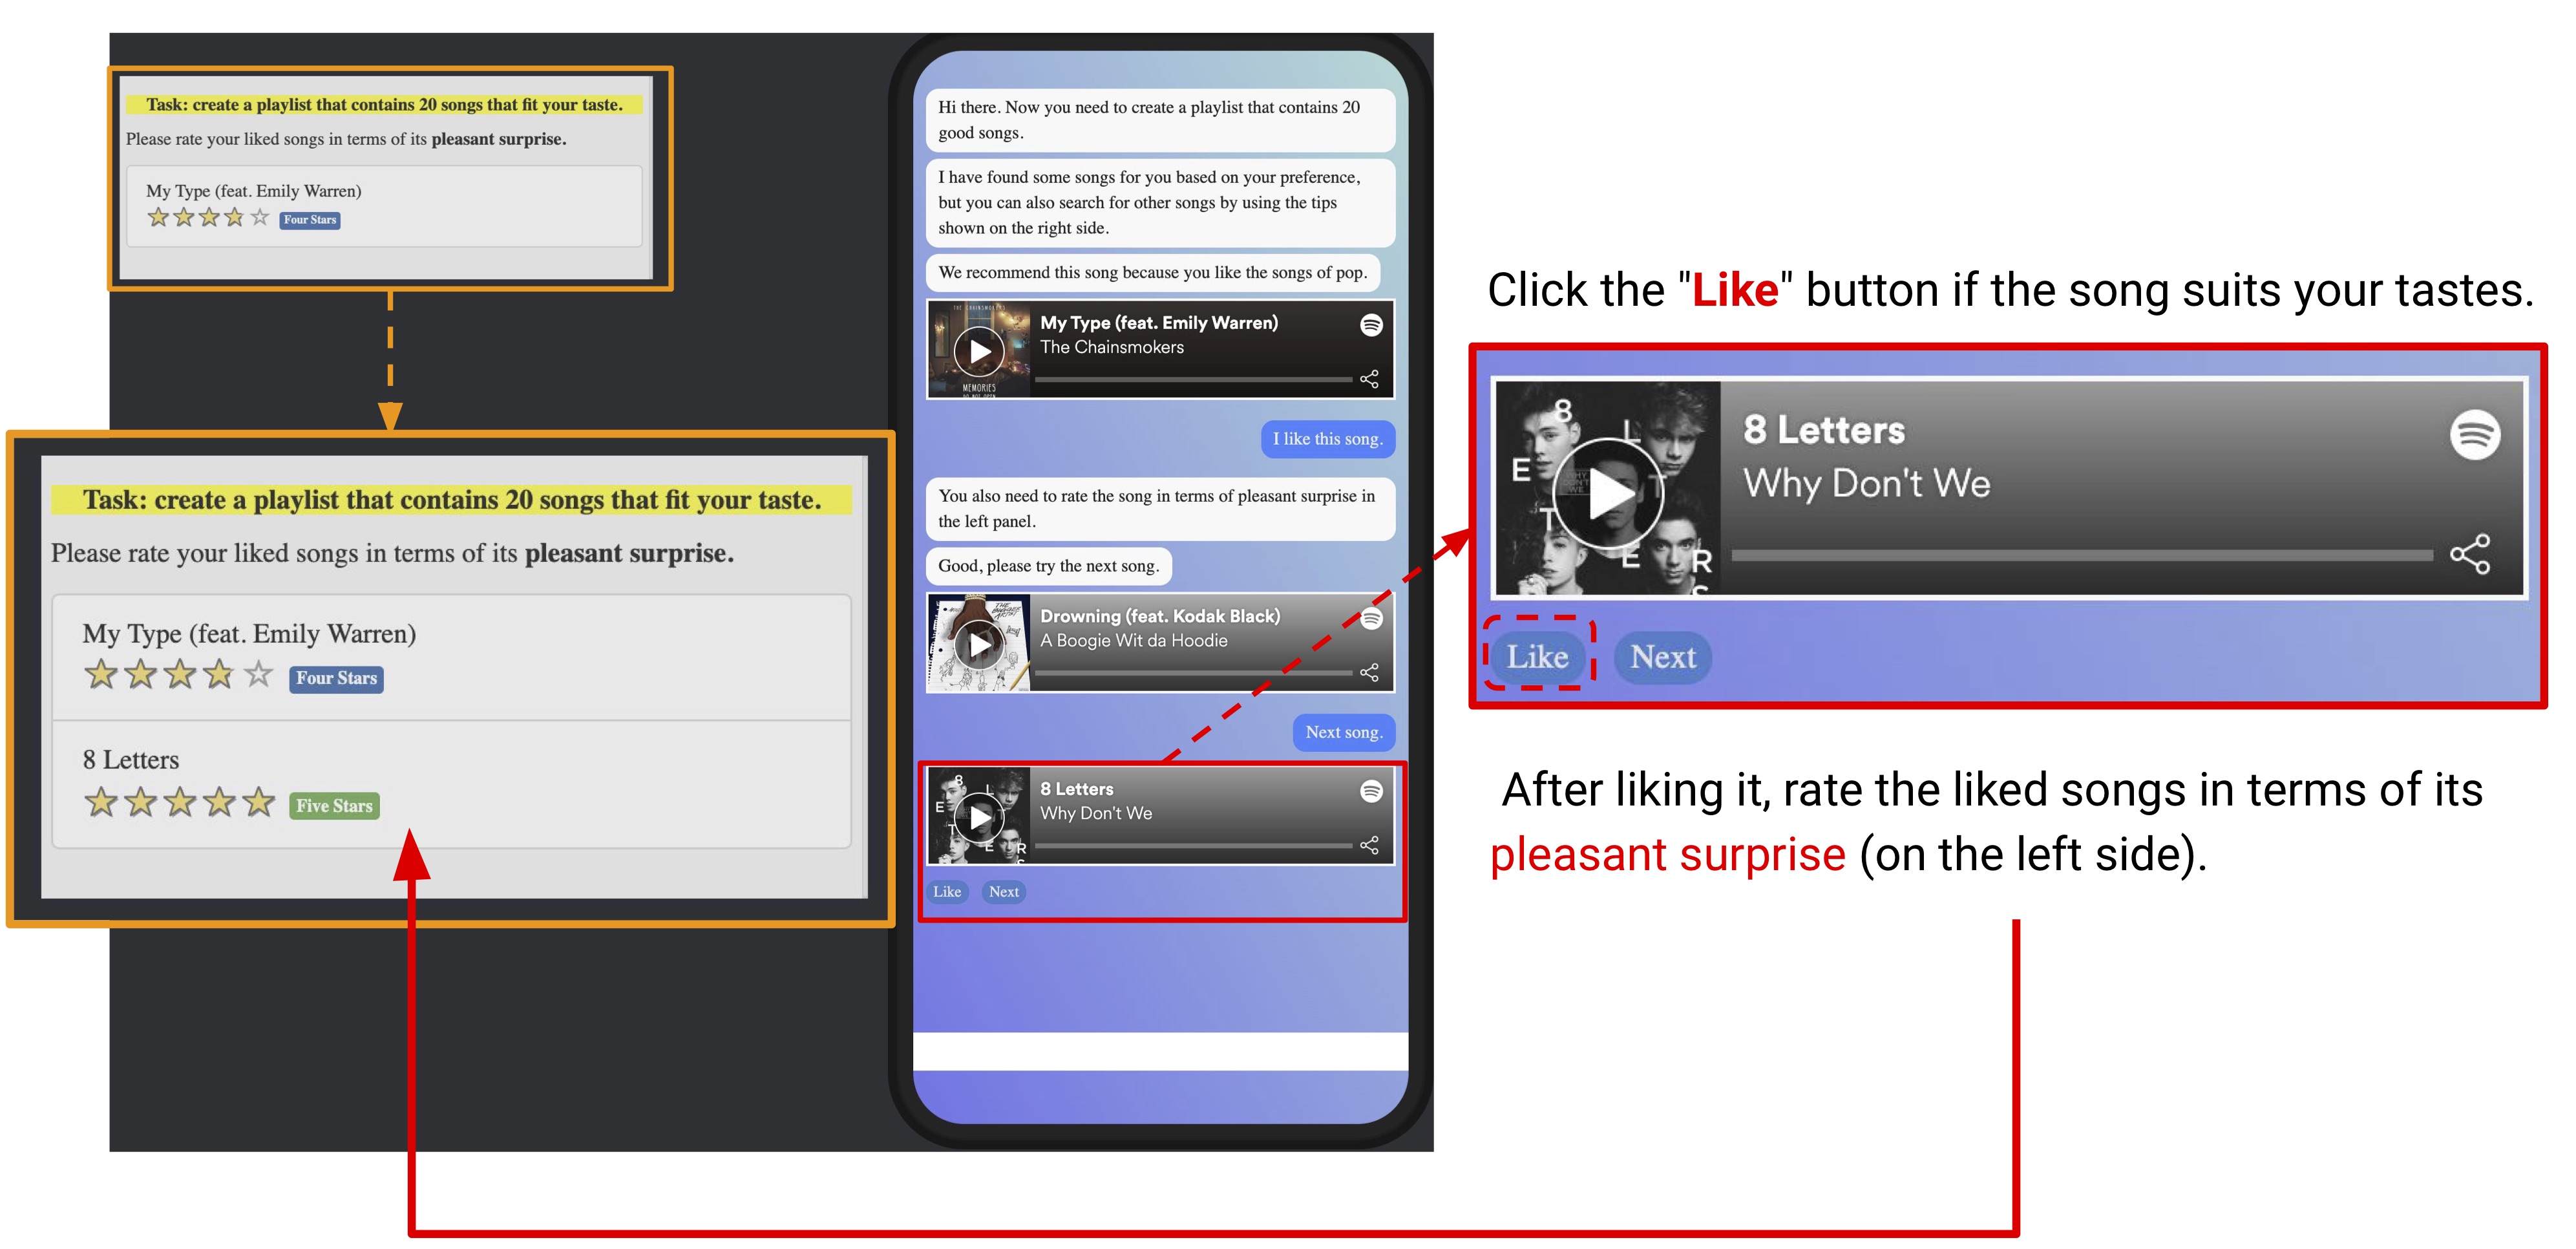 Task: create a playlist that contains 20 songs that fit your taste.
Please rate your liked songs in terms of its pleasant surprise.
My Type (feat. Emily Warren)
Four Stars
Task: create a playlist that contains 20 songs that fit your taste.
Please rate your liked songs in terms of its pleasant surprise.
My Type (feat. Emily Warren)
Four Stars
8 Letters
Five Stars
Hi there. Now you need to create a playlist that contains 20
good songs.
I have found some songs for you based on your preference,
but you can also search for other songs by using the tips
shown on the right side.
We recommend this song because you like the songs of pop.
THE CHAINSMOKERS
MEMORIES
My Type (feat. Emily Warren)
The Chainsmokers
I like this song.
You also need to rate the song in terms of pleasant surprise in
the left panel.
Good, please try the next song.
Drowning (feat. Kodak Black)
A Boogie Wit da Hoodie
Next song.
8
L
E
T
E R
8 Letters
Why Don't We
Like Next
Click the "Like" button if the song suits your tastes.
8
L
E
T T
E R
8 Letters
Why Don't We
Like Next
After liking it, rate the liked songs in terms of its
pleasant surprise (on the left side).